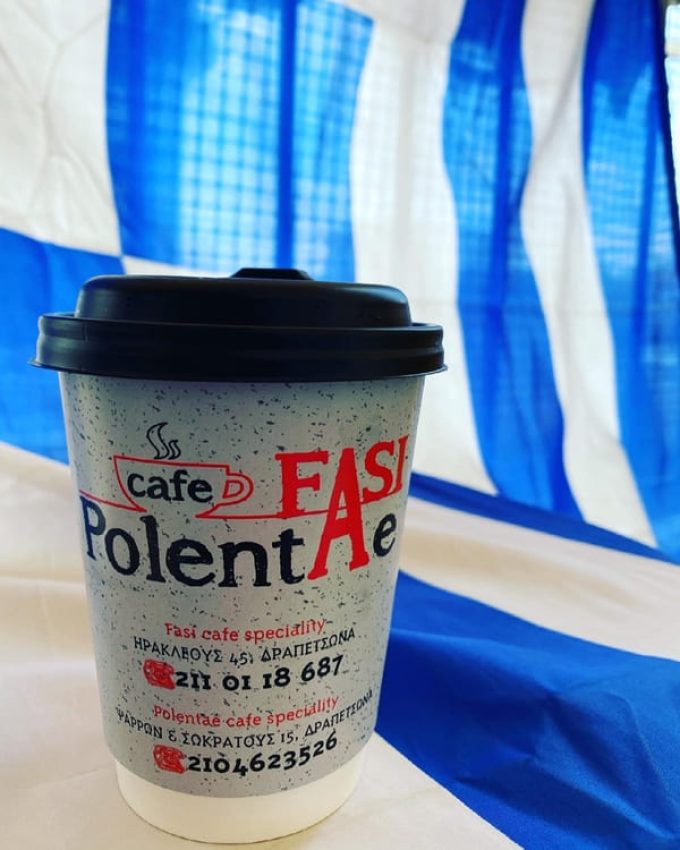 cafe FASI
PolentAe
Fasi cafe speciality
ΗΡΑΚΛΕΟΥΣ 45, ΔΡΑΠΕΤΣΩΝΑ
211 01 18 687
Polentae cafe speciality
ΨΑΡΡΩΝ & ΣΩΚΡΑΤΟΥΣ 15, ΔΡΑΠΕΤΣΩΝΑ
2104623526